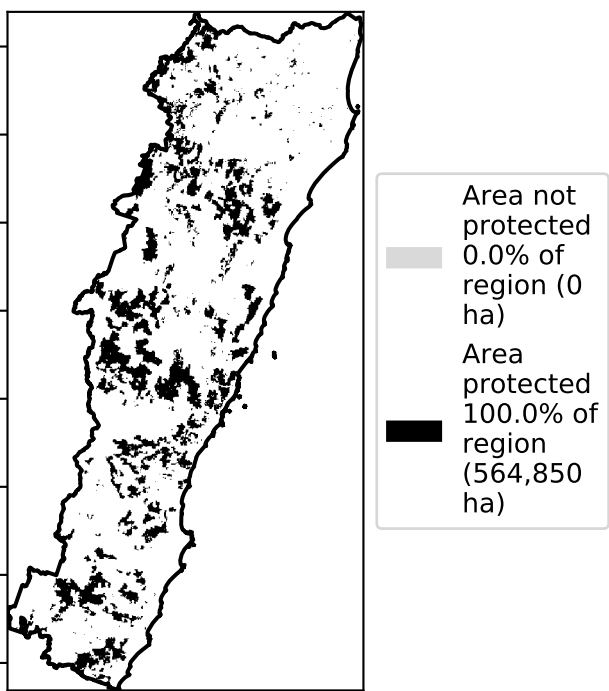 Area not
protected
0.0% of
region (0
ha)
Area
protected
100.0% of
region
(564,850
ha)